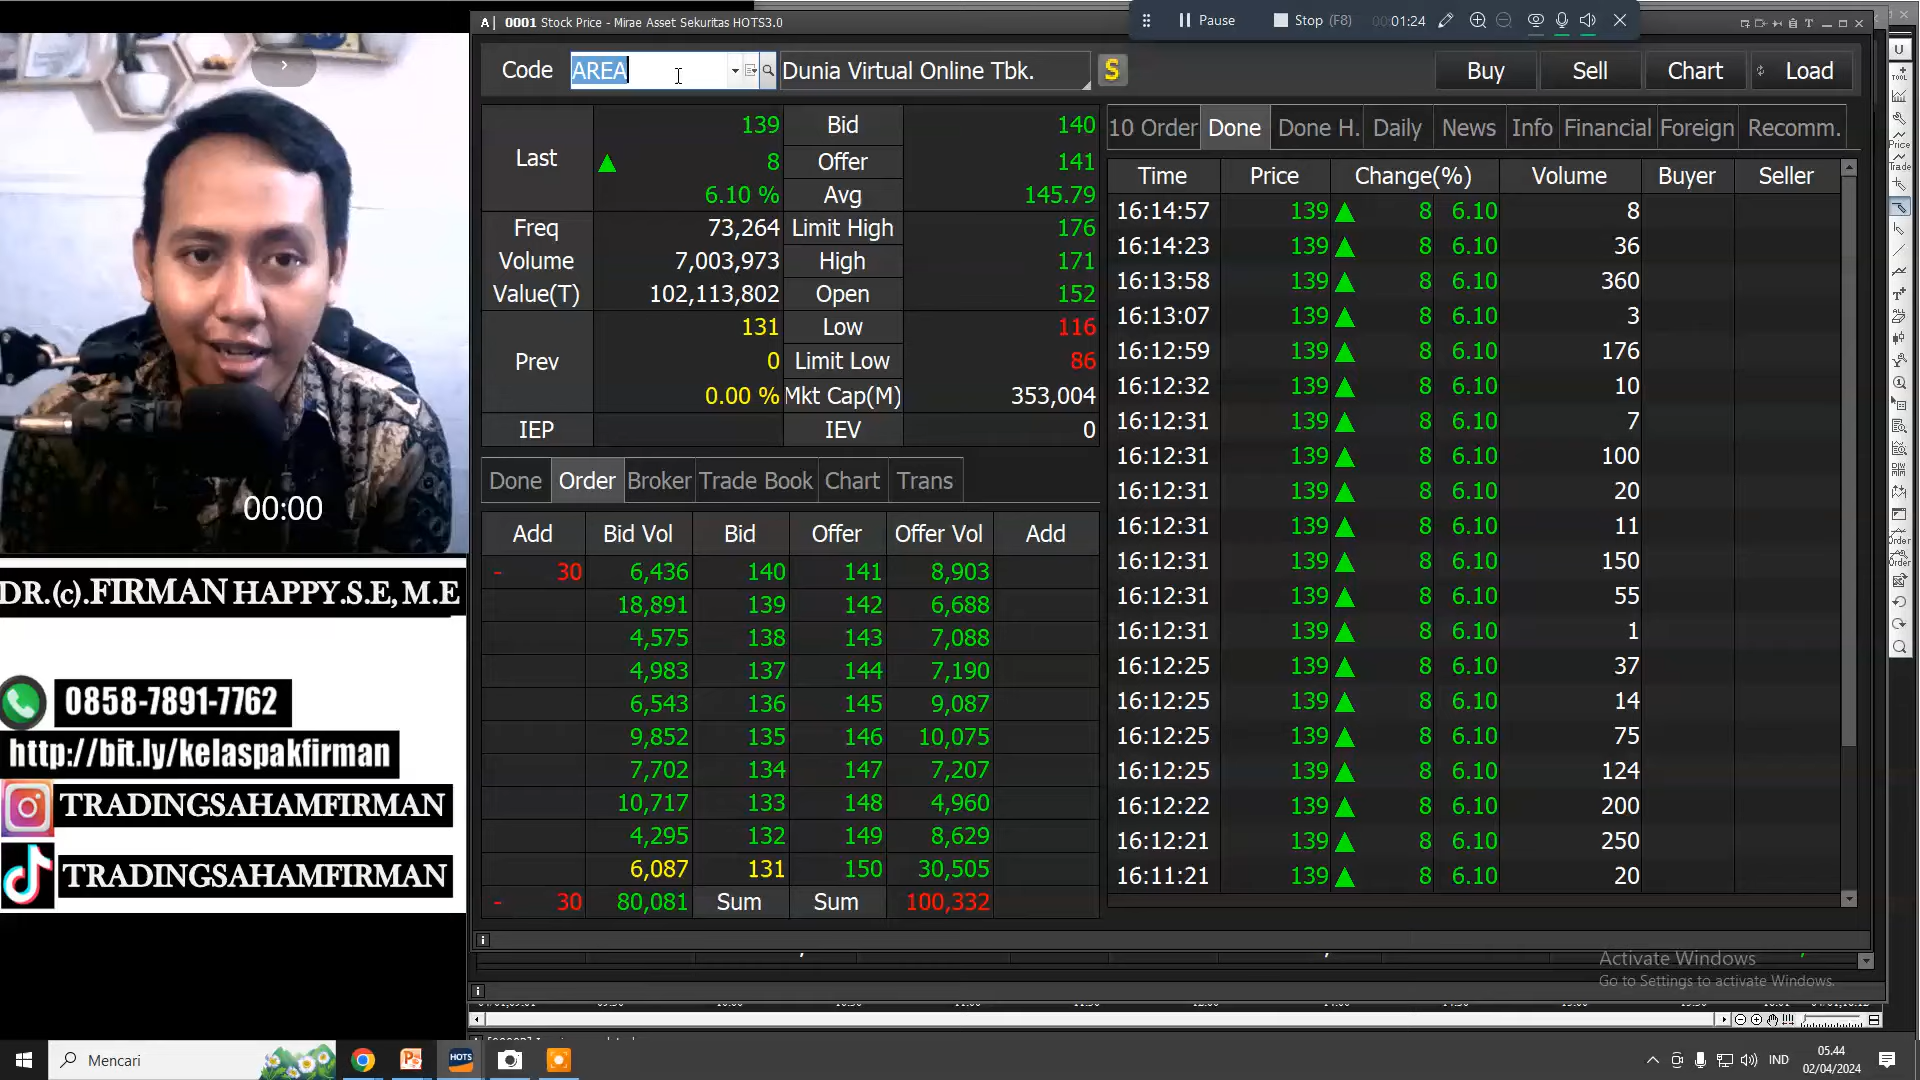 A | 0001 Stock Price - Mirae Asset Sekuritas HOTS3.0
Pause Stop (F8) 00:01:24
Code AREA Dunia Virtual Online Tbk. S Buy Sell Chart Load
Last 139 Bid 140
8 Offer 141
6.10 % Avg 145.79
Freq 73,264 Limit High 176
Volume 7,003,973 High 171
Value(T) 102,113,802 Open 152
Prev 131 Low 116
0 Limit Low 86
0.00 % Mkt Cap(M) 353,004
IEP IEV 0
Done Order Broker Trade Book Chart Trans
Add Bid Vol Bid Offer Offer Vol Add
- 30 6,436 140 141 8,903
18,891 139 142 6,688
4,575 138 143 7,088
4,983 137 144 7,190
6,543 136 145 9,087
9,852 135 146 10,075
7,702 134 147 7,207
10,717 133 148 4,960
4,295 132 149 8,629
6,087 131 150 30,505
- 30 80,081 Sum Sum 100,332
10 Order Done Done H. Daily News Info Financial Foreign Recomm.
Time Price Change(%) Volume Buyer Seller
16:14:57 139 ▲ 8 6.10 8
16:14:23 139 ▲ 8 6.10 36
16:13:58 139 ▲ 8 6.10 360
16:13:07 139 ▲ 8 6.10 3
16:12:59 139 ▲ 8 6.10 176
16:12:32 139 ▲ 8 6.10 10
16:12:31 139 ▲ 8 6.10 7
16:12:31 139 ▲ 8 6.10 100
16:12:31 139 ▲ 8 6.10 20
16:12:31 139 ▲ 8 6.10 11
16:12:31 139 ▲ 8 6.10 150
16:12:31 139 ▲ 8 6.10 55
16:12:31 139 ▲ 8 6.10 1
16:12:25 139 ▲ 8 6.10 37
16:12:25 139 ▲ 8 6.10 14
16:12:25 139 ▲ 8 6.10 75
16:12:25 139 ▲ 8 6.10 124
16:12:22 139 ▲ 8 6.10 200
16:12:21 139 ▲ 8 6.10 250
16:11:21 139 ▲ 8 6.10 20
00:00
DR.(c).FIRMAN HAPPY.S.E, M.E
0858-7891-7762
http://bit.ly/kelaspakfirman
TRADINGSAHAMFIRMAN
TRADINGSAHAMFIRMAN
Activate Windows
Go to Settings to activate Windows.
Mencari
HOTS
IND
05.44
02/04/2024
U
Price
Trade
Order
Order